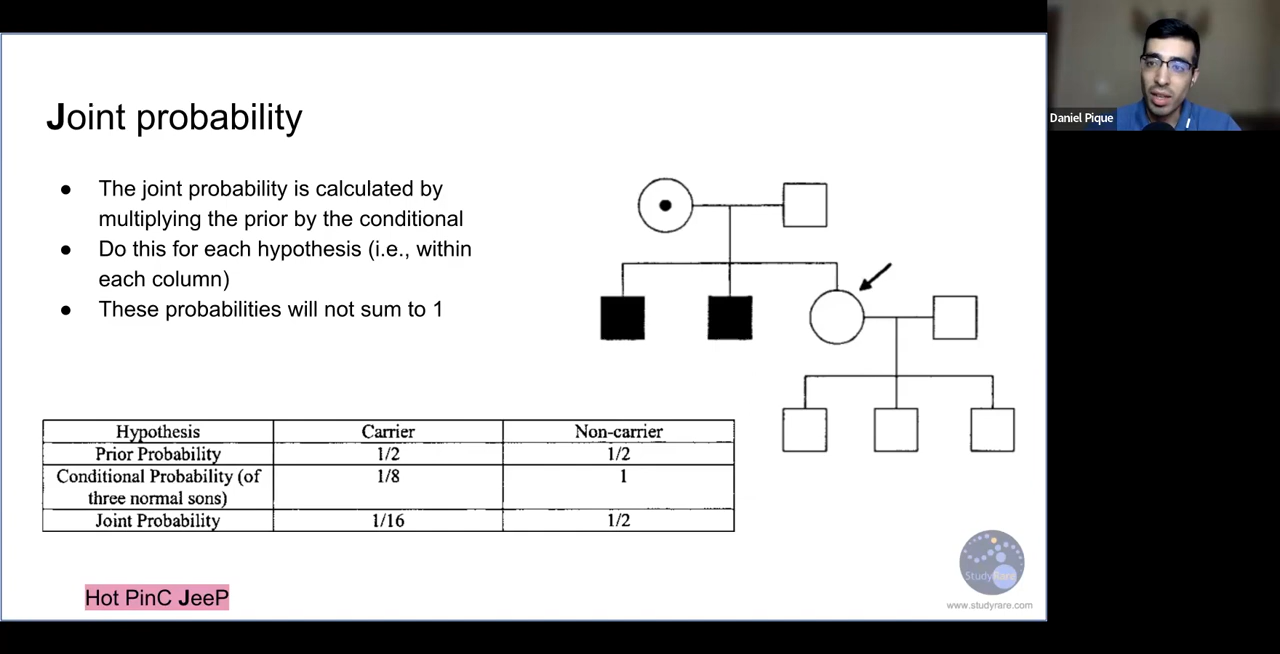 Joint probability
● The joint probability is calculated by
multiplying the prior by the conditional
● Do this for each hypothesis (i.e., within
each column)
● These probabilities will not sum to 1
Hypothesis Carrier Non-carrier
Prior Probability 1/2 1/2
Conditional Probability (of 1/8 1
three normal sons)
Joint Probability 1/16 1/2
Hot PinC JeeP
StudyRare
www.studyrare.com
Daniel Pique